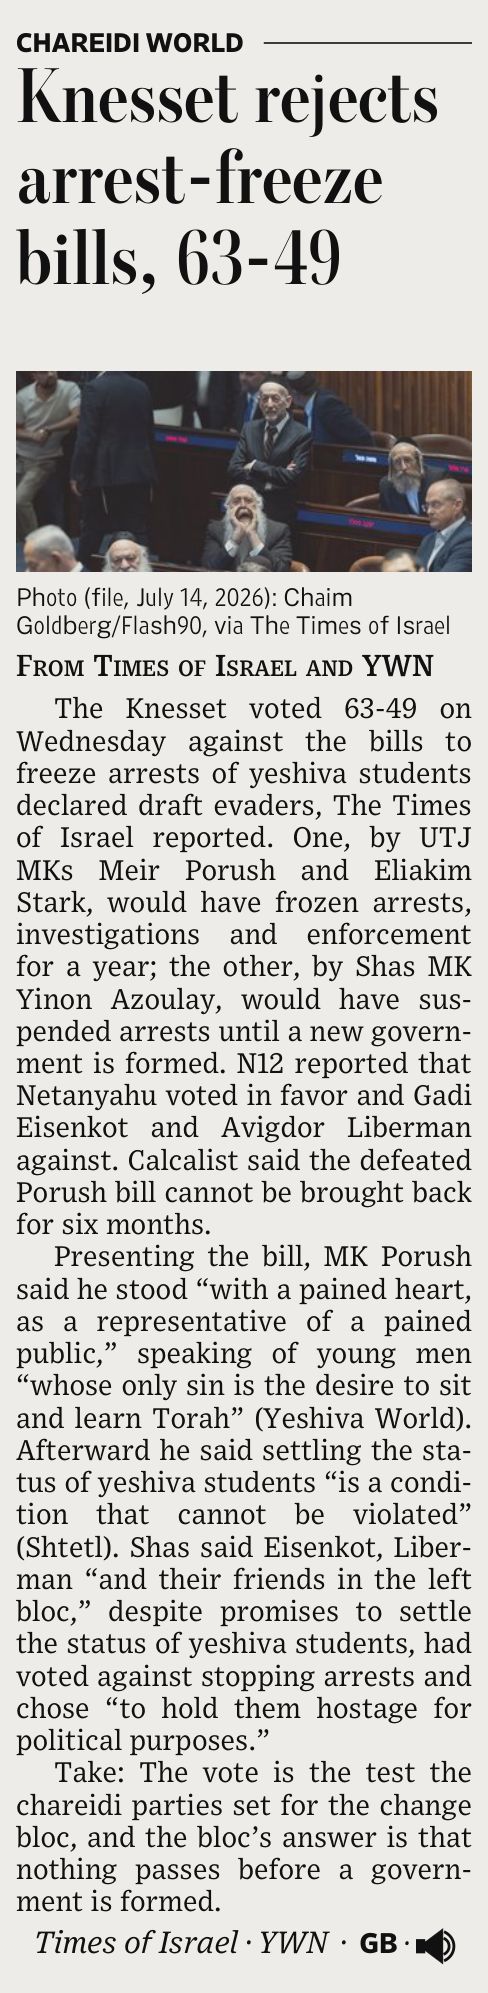 CHAREIDI WORLD
Knesset rejects
arrest-freeze
bills, 63-49
Photo (file, July 14, 2026): Chaim
Goldberg/Flash90, via The Times of Israel
FROM TIMES OF ISRAEL AND YWN
The Knesset voted 63-49 on
Wednesday against the bills to
freeze arrests of yeshiva students
declared draft evaders, The Times
of Israel reported. One, by UTJ
MKs Meir Porush and Eliakim
Stark, would have frozen arrests,
investigations and enforcement
for a year; the other, by Shas MK
Yinon Azoulay, would have sus-
pended arrests until a new govern-
ment is formed. N12 reported that
Netanyahu voted in favor and Gadi
Eisenkot and Avigdor Liberman
against. Calcalist said the defeated
Porush bill cannot be brought back
for six months.
Presenting the bill, MK Porush
said he stood “with a pained heart,
as a representative of a pained
public,” speaking of young men
“whose only sin is the desire to sit
and learn Torah” (Yeshiva World).
Afterward he said settling the sta-
tus of yeshiva students “is a condi-
tion that cannot be violated”
(Shtetl). Shas said Eisenkot, Liber-
man “and their friends in the left
bloc,” despite promises to settle
the status of yeshiva students, had
voted against stopping arrests and
chose “to hold them hostage for
political purposes.”
Take: The vote is the test the
chareidi parties set for the change
bloc, and the bloc’s answer is that
nothing passes before a govern-
ment is formed.
Times of Israel · YWN · GB ·